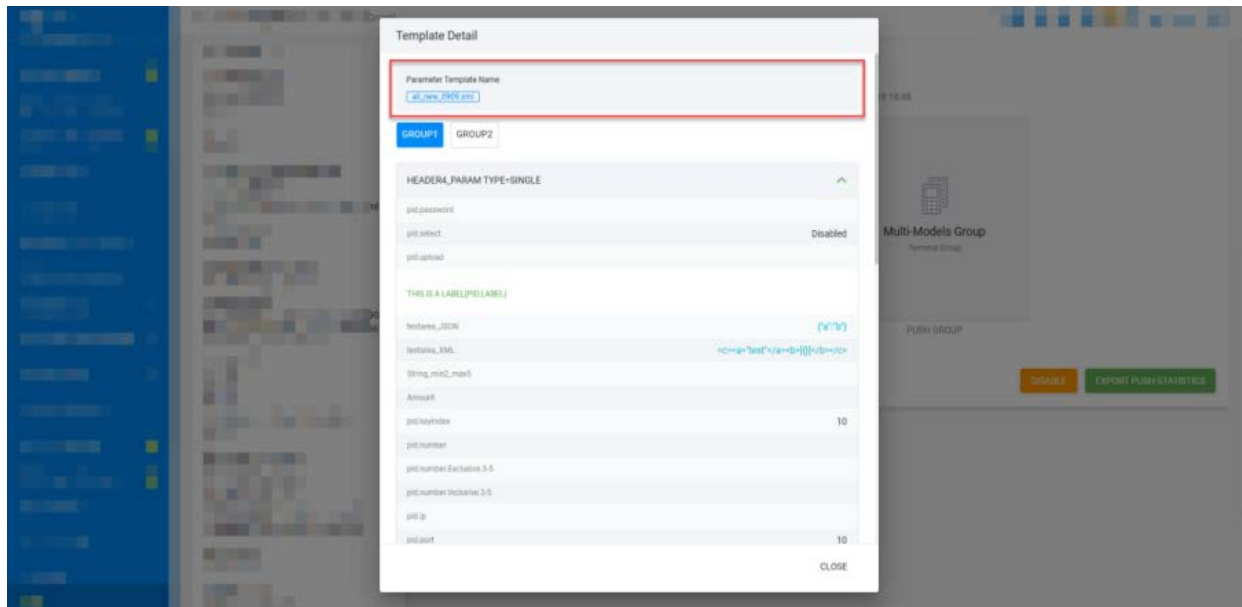 Template Detail
Parameter Template Name
all_new_0909.xml
GROUP1 GROUP2
HEADER4_PARAM TYPE=SINGLE
pid.password
pid.select Disabled
pid.upload
THIS IS A LABEL(PID.LABEL)
textarea_JSON {"a":"b"}
textarea_XML
String_min2_max5
Amount
pid.keyIndex 10
pid.number
pid.number.Exclusive.3-5
pid.number.Inclusive.3-5
pid.ip
pid.port 10
CLOSE
Multi-Models Group
Terminal Group
PUSH GROUP
DISABLE EXPORT PUSH STATISTICS